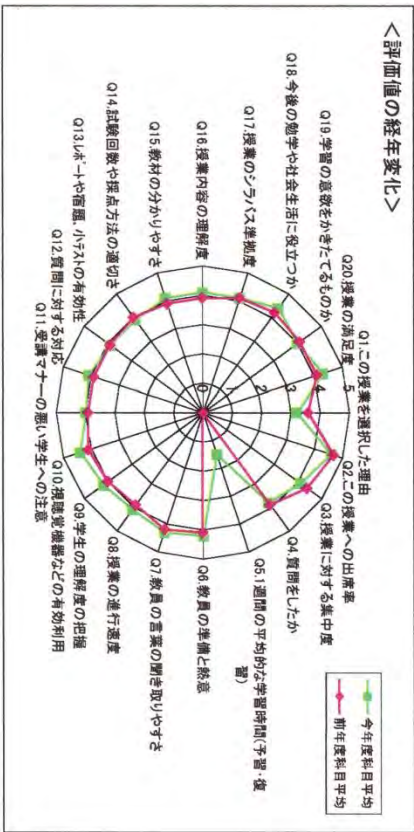 ＜評価値の経年変化＞
今年度科目平均
前年度科目平均
Q1.この授業を選択した理由
Q2.この授業への出席率
Q3.授業に対する集中度
Q4.質問をしたか
Q5.1週間の平均的な学習時間(予習・復
習)
Q6.教員の準備と熱意
Q7.教員の言葉の聞き取りやすさ
Q8.授業の進行速度
Q9.学生の理解度の把握
Q10.視聴覚機器などの有効利用
Q11.受講マナーの悪い学生への注意
Q12.質問に対する対応
Q13.レポートや宿題、小テストの有効性
Q14.試験回数や採点方法の適切さ
Q15.教材の分かりやすさ
Q16.授業内容の理解度
Q17.授業のシラバス準拠度
Q18.今後の勉学や社会生活に役立つか
Q19.学習の意欲をかきたてるものか
Q20.授業の満足度
5
4
3
2
1
0